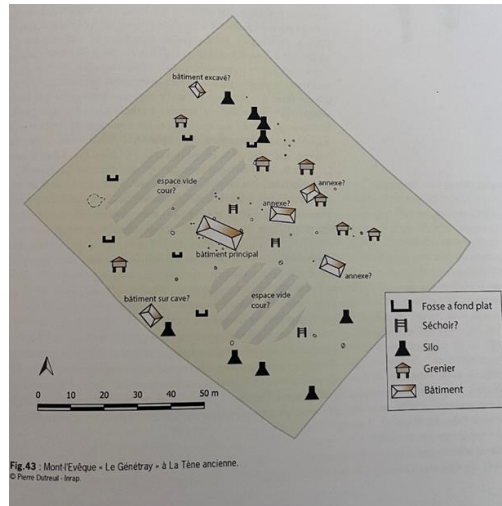 bâtiment excavé?
espace vide
cour?
annexe?
annexe?
bâtiment principal
annexe?
bâtiment sur cave?
espace vide
cour?
Fosse a fond plat
Séchoir?
Silo
Grenier
Bâtiment
0 10 20 30 40 50 m
Fig.43 : Mont-l'Evêque « Le Génétray » à La Tène ancienne.
© Pierre Dutreuil - Inrap.